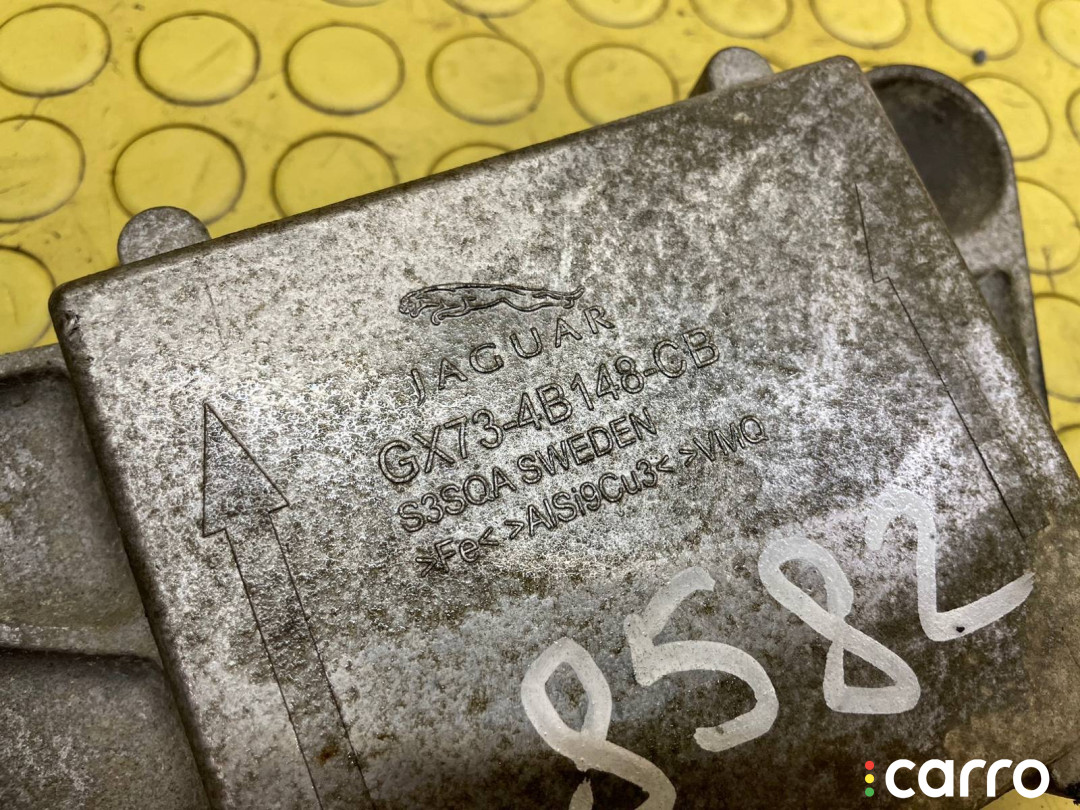 JAGUAR
GX73-4B148-CB
S3SQA SWEDEN
>Fe< >AlSi9Cu3< >VMQ
8582
carro